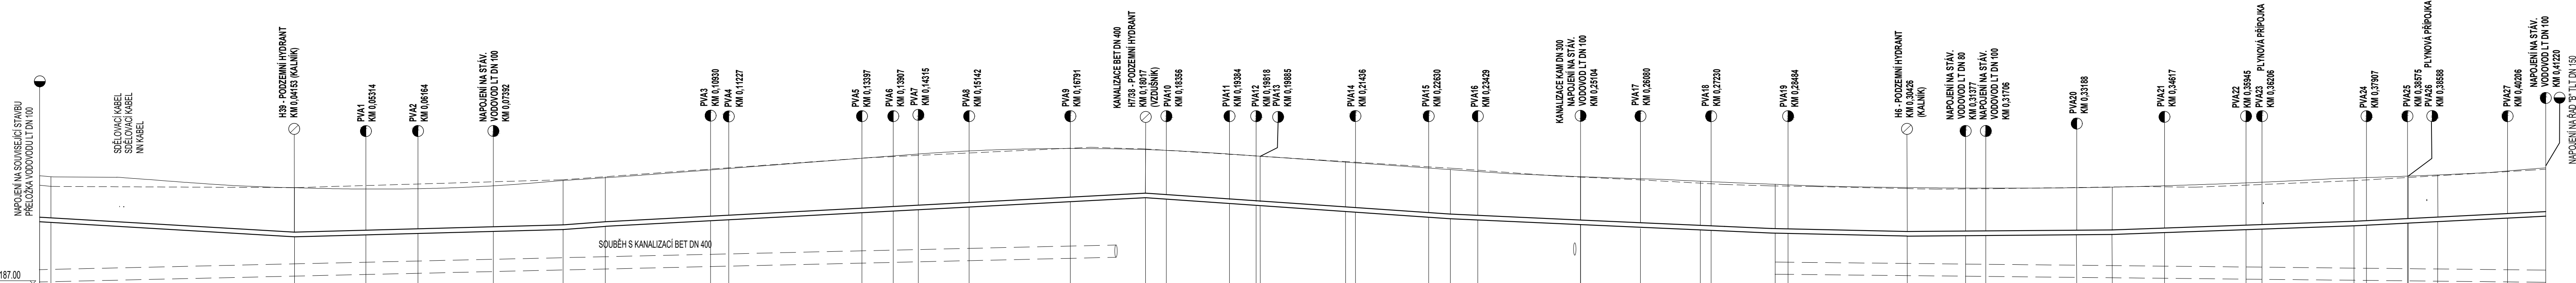 NAPOJENÍ NA SOUVISEJÍCÍ STAVBU
PŘELOŽKA VODOVODU LT DN 100
187.00
SDĚLOVACÍ KABEL
SDĚLOVACÍ KABEL
NN KABEL
H39 - PODZEMNÍ HYDRANT
KM 0,04153 (KALNÍK)
PVA1
KM 0,05314
PVA2
KM 0,06164
NAPOJENÍ NA STÁV.
VODOVOD LT DN 100
KM 0,07392
SOUBĚH S KANALIZACÍ BET DN 400
PVA3
KM 0,10930
PVA4
KM 0,11227
PVA5
KM 0,13397
PVA6
KM 0,13907
PVA7
KM 0,14315
PVA8
KM 0,15142
PVA9
KM 0,16791
KANALIZACE BET DN 400
H7/38 - PODZEMNÍ HYDRANT
KM 0,18017
(VZDUŠNÍK)
PVA10
KM 0,18356
PVA11
KM 0,19384
PVA12
KM 0,19818
PVA13
KM 0,19885
PVA14
KM 0,21436
PVA15
KM 0,22630
PVA16
KM 0,23429
KANALIZACE KAM DN 300
NAPOJENÍ NA STÁV.
VODOVOD LT DN 100
KM 0,25104
PVA17
KM 0,26080
PVA18
KM 0,27230
PVA19
KM 0,28484
H6 - PODZEMNÍ HYDRANT
KM 0,30426
(KALNÍK)
NAPOJENÍ NA STÁV.
VODOVOD LT DN 80
KM 0,31377
NAPOJENÍ NA STÁV.
VODOVOD LT DN 100
KM 0,31706
PVA20
KM 0,33188
PVA21
KM 0,34617
PVA22
KM 0,35945
PVA23 PLYNOVÁ PŘÍPOJKA
KM 0,36206
PVA24
KM 0,37907
PVA25
KM 0,38575
PVA26 PLYNOVÁ PŘÍPOJKA
KM 0,38588
PVA27
KM 0,40206
NAPOJENÍ NA STÁV.
VODOVOD LT DN 100
KM 0,41220
NAPOJENÍ NA ŘAD "B" TLT DN 150